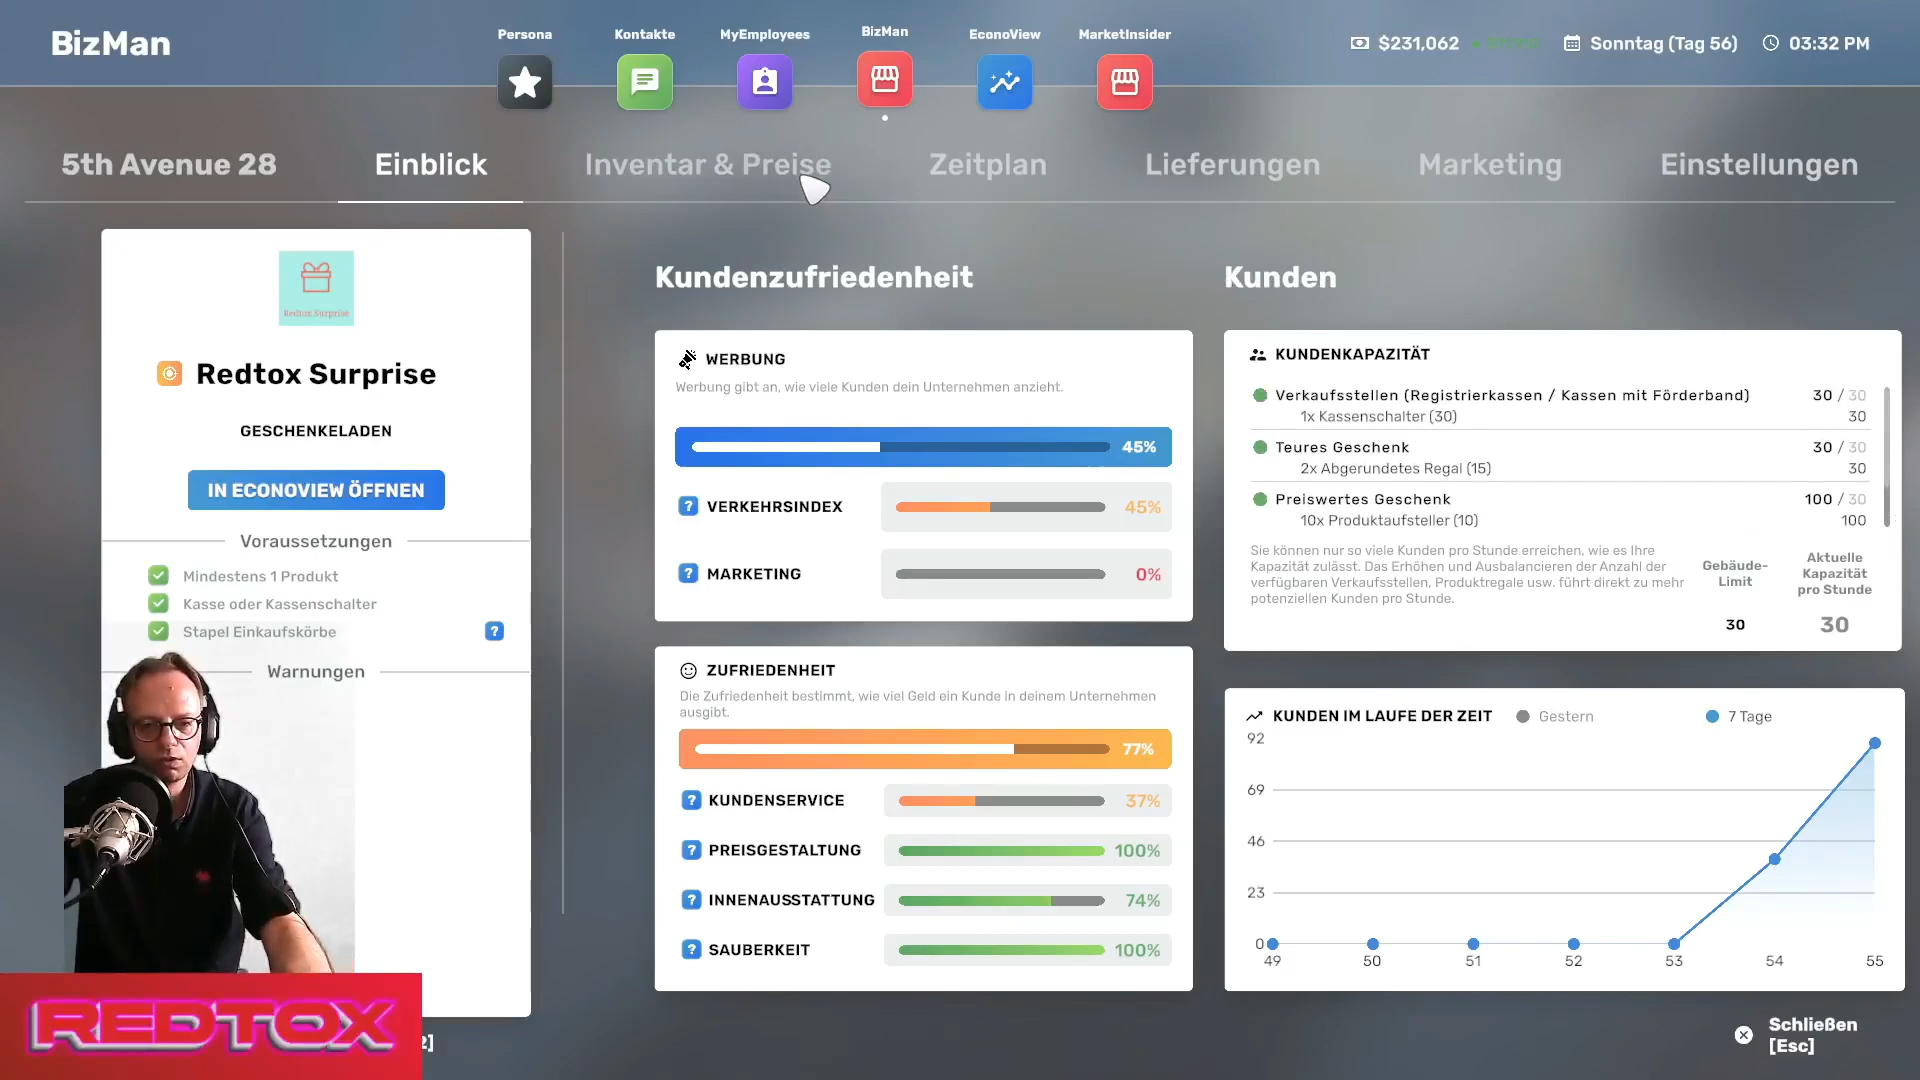 BizMan
Persona
Kontakte
MyEmployees
BizMan
EconoView
MarketInsider
$231,062
Sonntag (Tag 56)
03:32 PM
5th Avenue 28
Einblick
Inventar & Preise
Zeitplan
Lieferungen
Marketing
Einstellungen
Redtox Surprise
Redtox Surprise
GESCHENKELADEN
IN ECONOVIEW ÖFFNEN
Voraussetzungen
Mindestens 1 Produkt
Kasse oder Kassenschalter
Stapel Einkaufskörbe
?
Warnungen
REDTOX
2]
Kundenzufriedenheit
WERBUNG
Werbung gibt an, wie viele Kunden dein Unternehmen anzieht.
45%
? VERKEHRSINDEX 45%
? MARKETING 0%
ZUFRIEDENHEIT
Die Zufriedenheit bestimmt, wie viel Geld ein Kunde in deinem Unternehmen
ausgibt.
77%
? KUNDENSERVICE 37%
? PREISGESTALTUNG 100%
? INNENAUSSTATTUNG 74%
? SAUBERKEIT 100%
Kunden
KUNDENKAPAZITÄT
Verkaufsstellen (Registrierkassen / Kassen mit Förderband) 30 / 30
1x Kassenschalter (30) 30
Teures Geschenk 30 / 30
2x Abgerundetes Regal (15) 30
Preiswertes Geschenk 100 / 30
10x Produktaufsteller (10) 100
Sie können nur so viele Kunden pro Stunde erreichen, wie es Ihre
Kapazität zulässt. Das Erhöhen und Ausbalancieren der Anzahl der
verfügbaren Verkaufsstellen, Produktregale usw. führt direkt zu mehr
potenziellen Kunden pro Stunde.
Gebäude-
Limit
30
Aktuelle
Kapazität
pro Stunde
30
KUNDEN IM LAUFE DER ZEIT
Gestern
7 Tage
92
69
46
23
0
49 50 51 52 53 54 55
Schließen
[Esc]